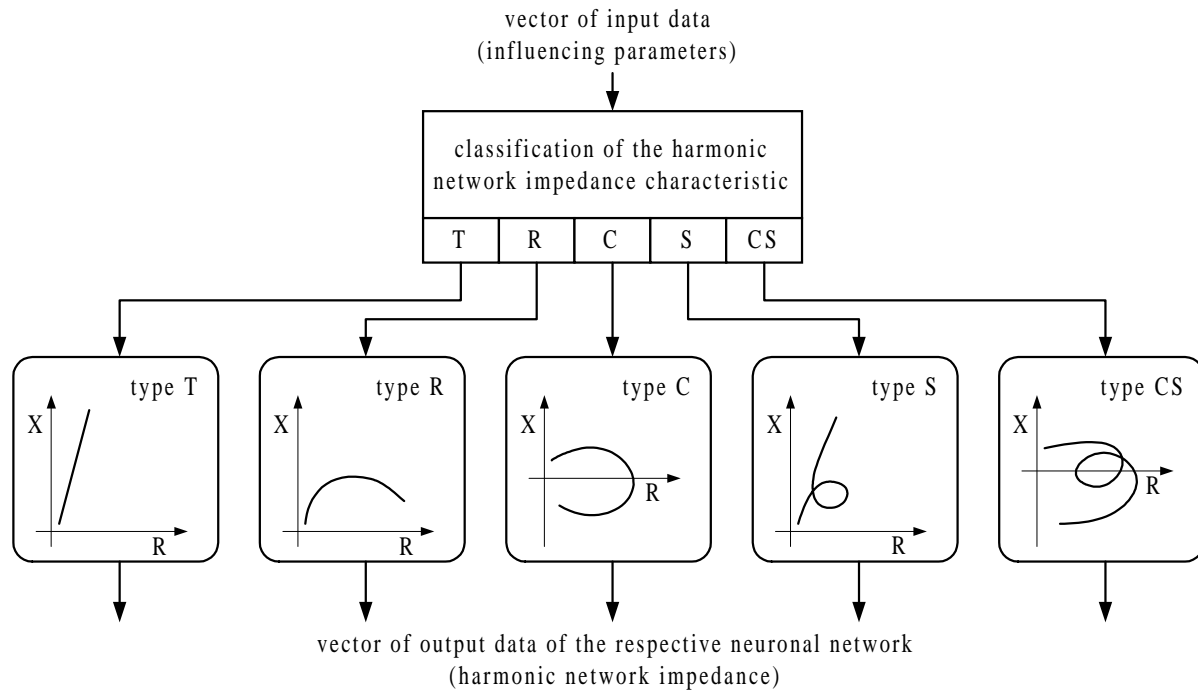 vector of input data
(influencing parameters)
classification of the harmonic
network impedance characteristic
T R C S CS
type T
X
R
type R
X
R
type C
X
R
type S
X
R
type CS
X
R
vector of output data of the respective neuronal network
(harmonic network impedance)